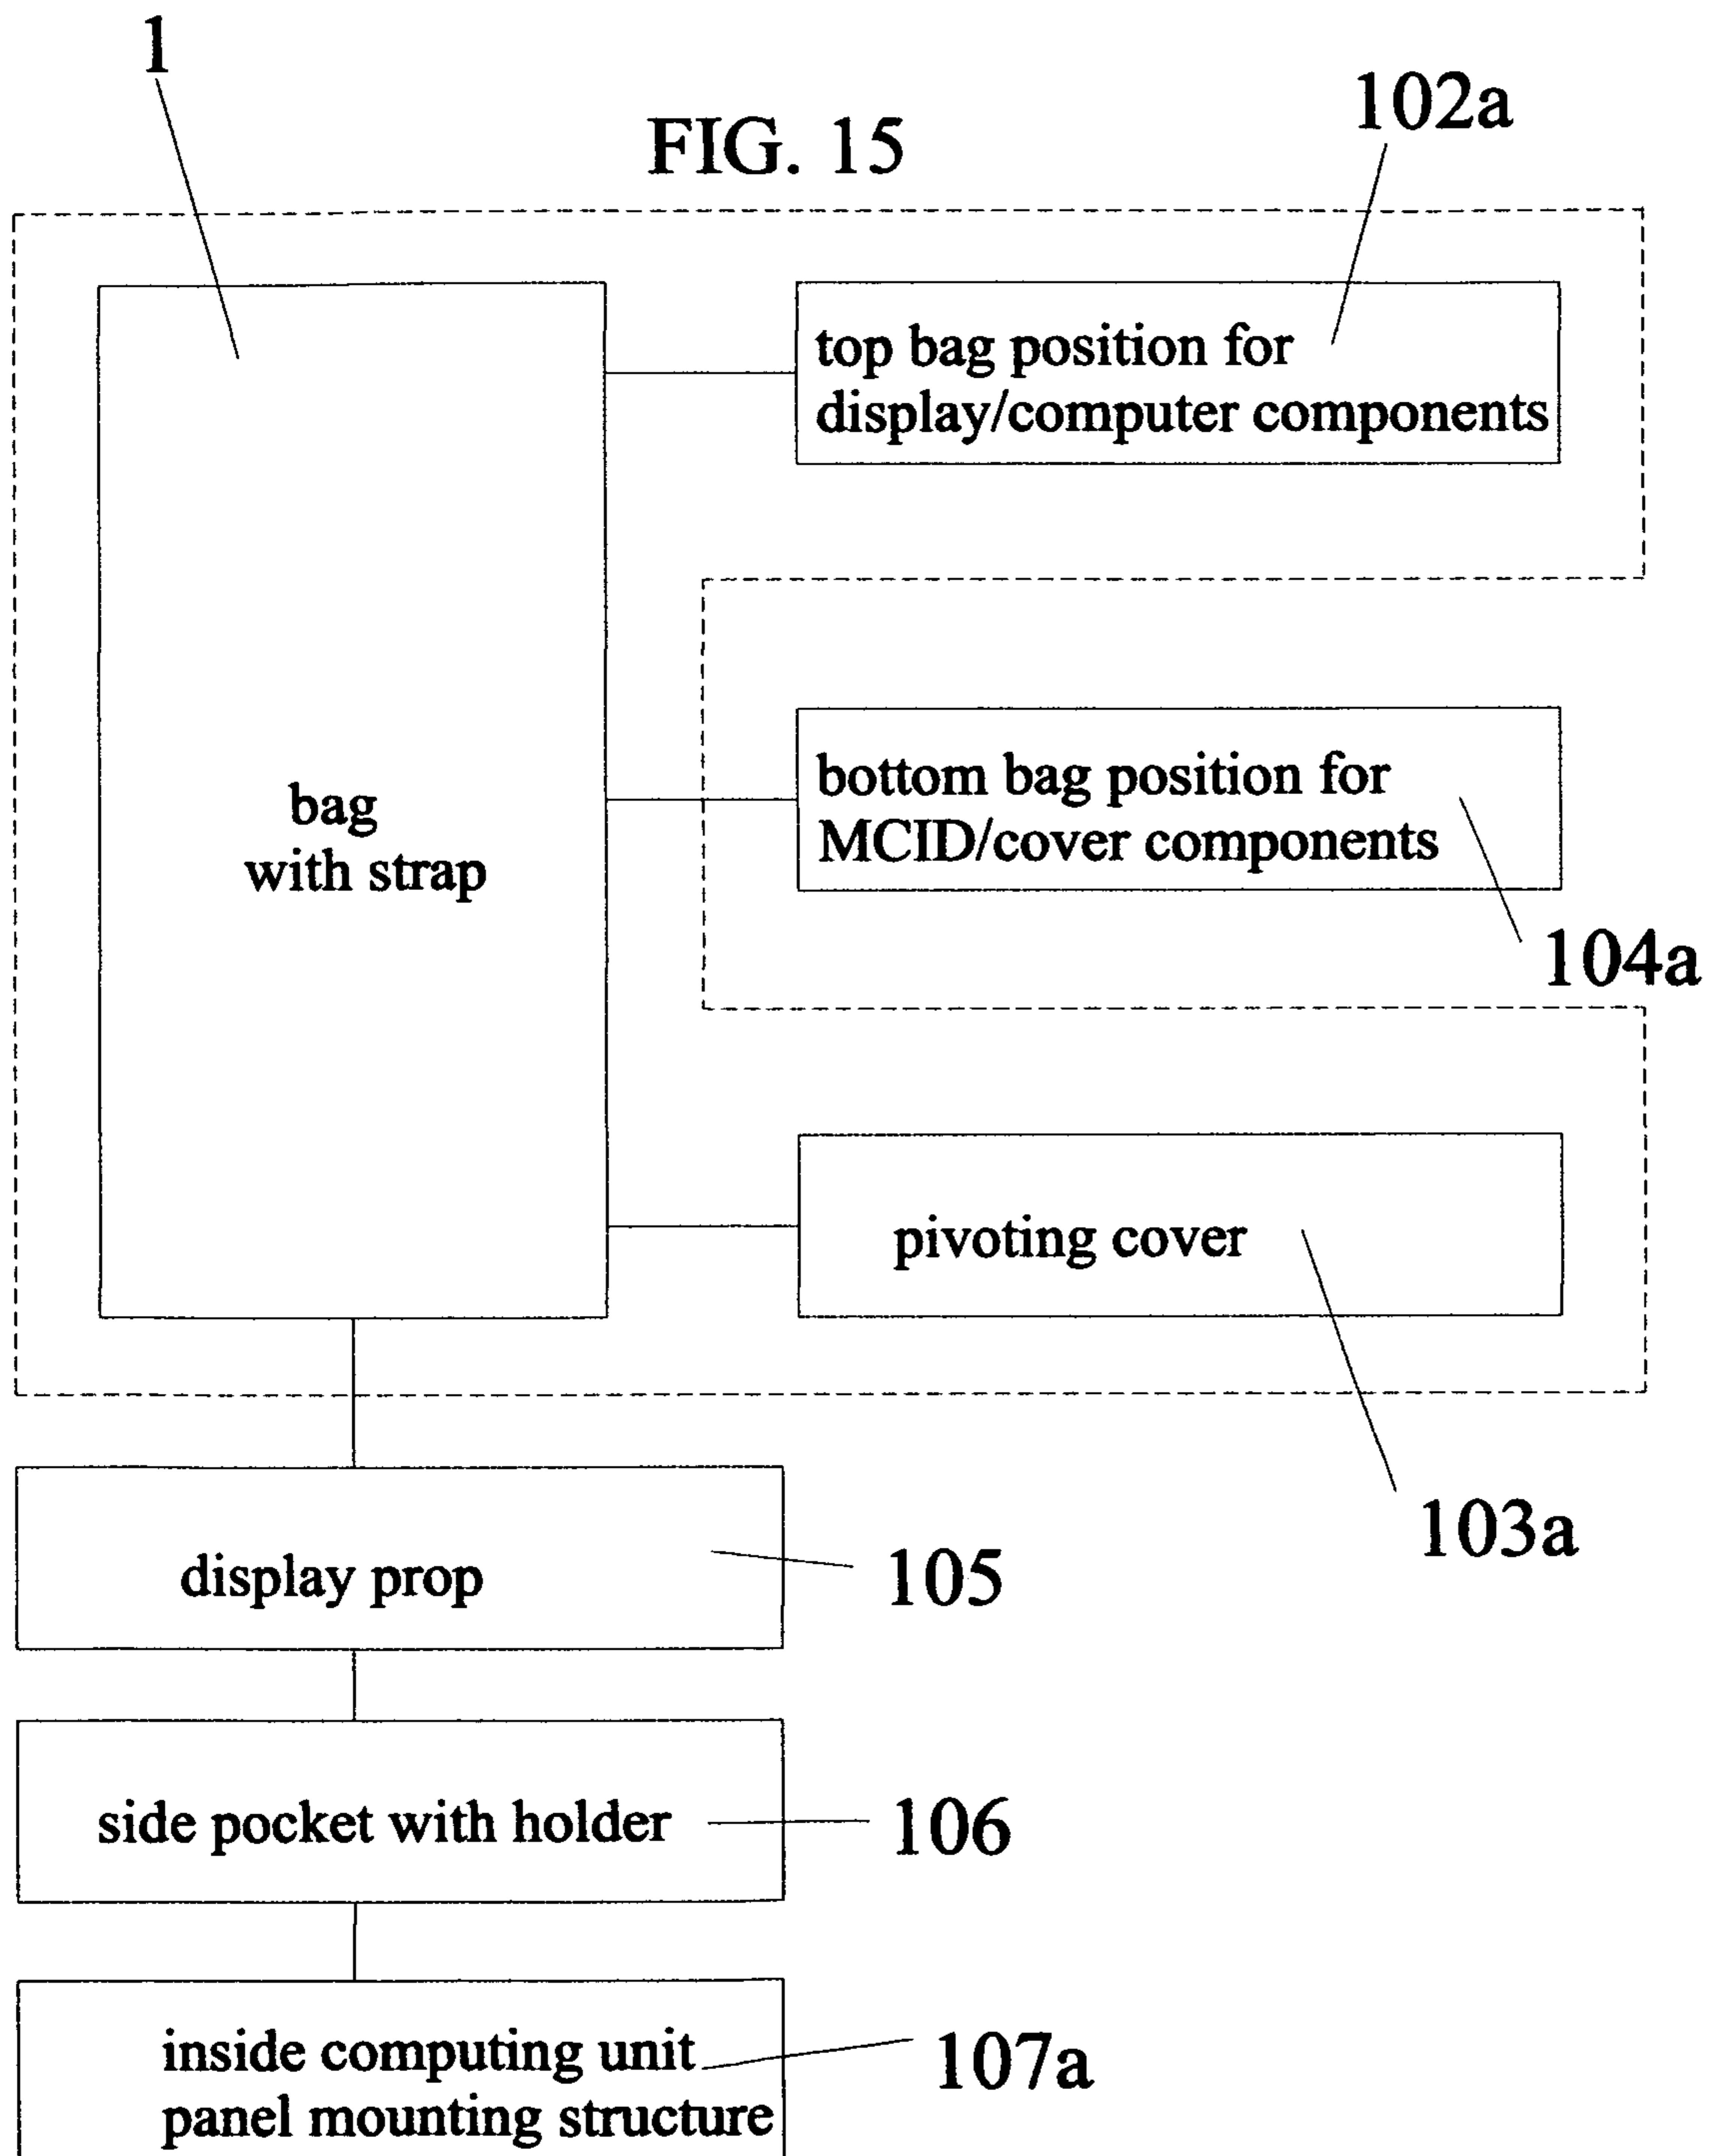 1
102a
FIG. 15
top bag position for
display/computer components
bag
with strap
bottom bag position for
MCID/cover components
104a
pivoting cover
103a
display prop
105
side pocket with holder
106
inside computing unit
panel mounting structure
107a